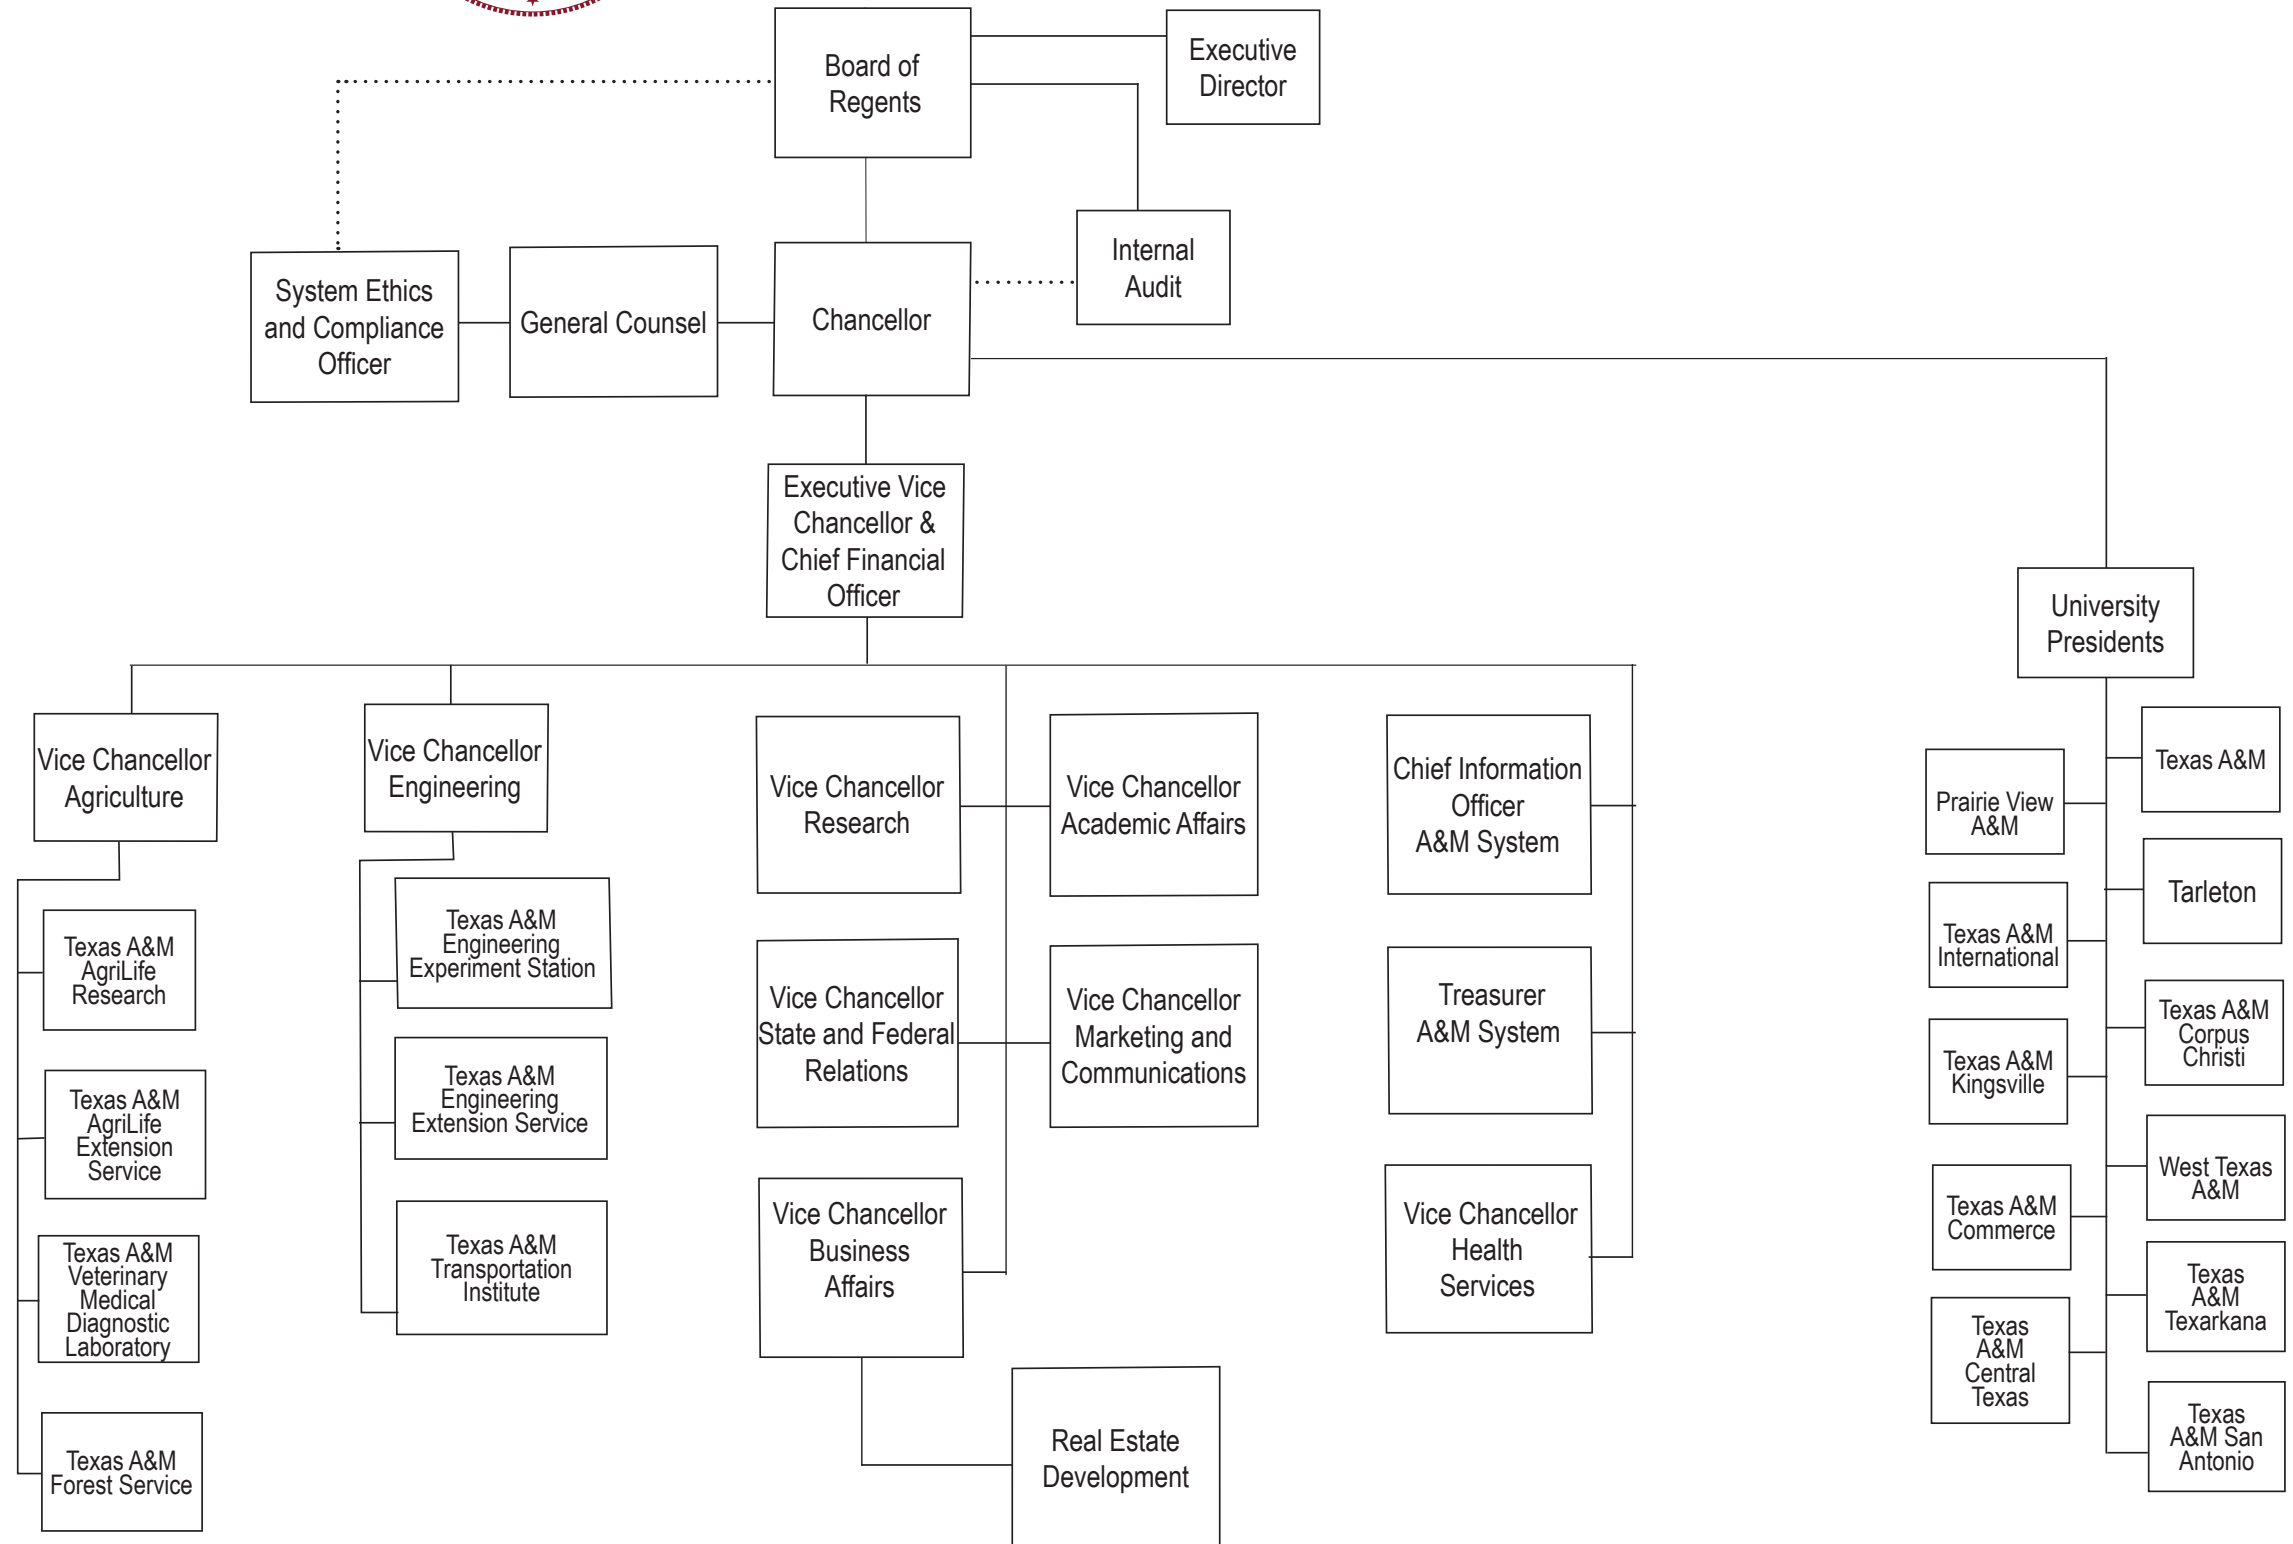 Board of
Regents
Executive
Director
Internal
Audit
System Ethics
and Compliance
Officer
General Counsel
Chancellor
Executive Vice
Chancellor &
Chief Financial
Officer
University
Presidents
Vice Chancellor
Agriculture
Texas A&M
AgriLife
Research
Texas A&M
AgriLife
Extension
Service
Texas A&M
Veterinary
Medical
Diagnostic
Laboratory
Texas A&M
Forest Service
Vice Chancellor
Engineering
Texas A&M
Engineering
Experiment Station
Texas A&M
Engineering
Extension Service
Texas A&M
Transportation
Institute
Vice Chancellor
Research
Vice Chancellor
Academic Affairs
Vice Chancellor
State and Federal
Relations
Vice Chancellor
Marketing and
Communications
Vice Chancellor
Business
Affairs
Real Estate
Development
Chief Information
Officer
A&M System
Treasurer
A&M System
Vice Chancellor
Health
Services
Texas A&M
Prairie View
A&M
Tarleton
Texas A&M
International
Texas A&M
Corpus
Christi
Texas A&M
Kingsville
West Texas
A&M
Texas A&M
Commerce
Texas
A&M
Texarkana
Texas
A&M
Central
Texas
Texas
A&M San
Antonio